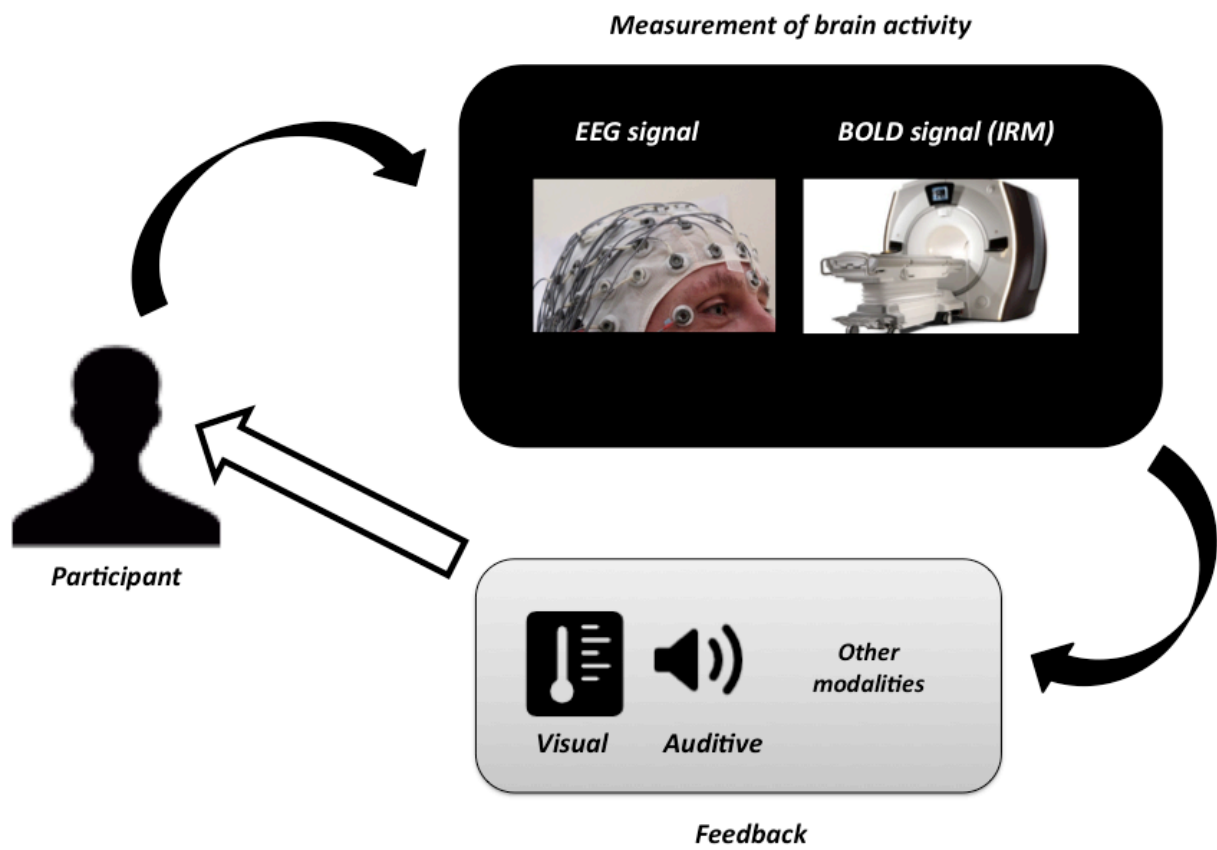 Measurement of brain activity
EEG signal
BOLD signal (IRM)
Participant
Other
modalities
Visual
Auditive
Feedback